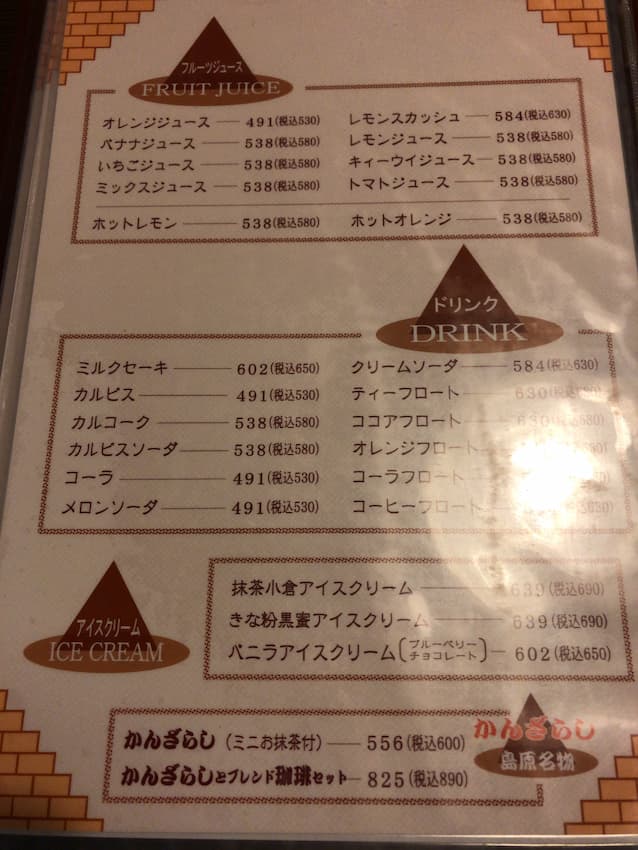 フルーツジュース
FRUIT JUICE
オレンジジュース 491(税込530)
バナナジュース 538(税込580)
いちごジュース 538(税込580)
ミックスジュース 538(税込580)
レモンスカッシュ 584(税込630)
レモンジュース 538(税込580)
キィーウイジュース 538(税込580)
トマトジュース 538(税込580)
ホットレモン 538(税込580)
ホットオレンジ 538(税込580)
ドリンク
DRINK
ミルクセーキ 602(税込650)
カルピス 491(税込530)
カルコーク 538(税込580)
カルピスソーダ 538(税込580)
コーラ 491(税込530)
メロンソーダ 491(税込530)
クリームソーダ 584(税込630)
ティーフロート 630
ココアフロート 630
オレンジフロート
コーラフロート
コーヒーフロート
アイスクリーム
ICE CREAM
抹茶小倉アイスクリーム 639(税込690)
きな粉黒蜜アイスクリーム 639(税込690)
バニラアイスクリーム(ブルーベリー チョコレート) 602(税込650)
かんざらし(ミニお抹茶付) 556(税込600)
かんざらしとブレンド珈琲セット 825(税込890)
かんざらし
島原名物